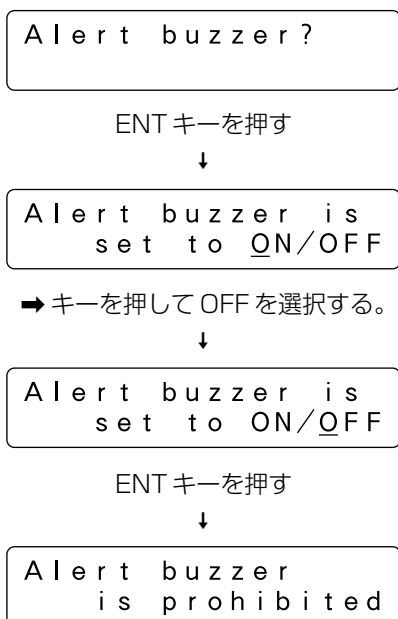 Alert buzzer?
ENTキーを押す
↓
Alert buzzer is
set to ON/OFF
➡キーを押してOFFを選択する。
↓
Alert buzzer is
set to ON/OFF
ENTキーを押す
↓
Alert buzzer
is prohibited